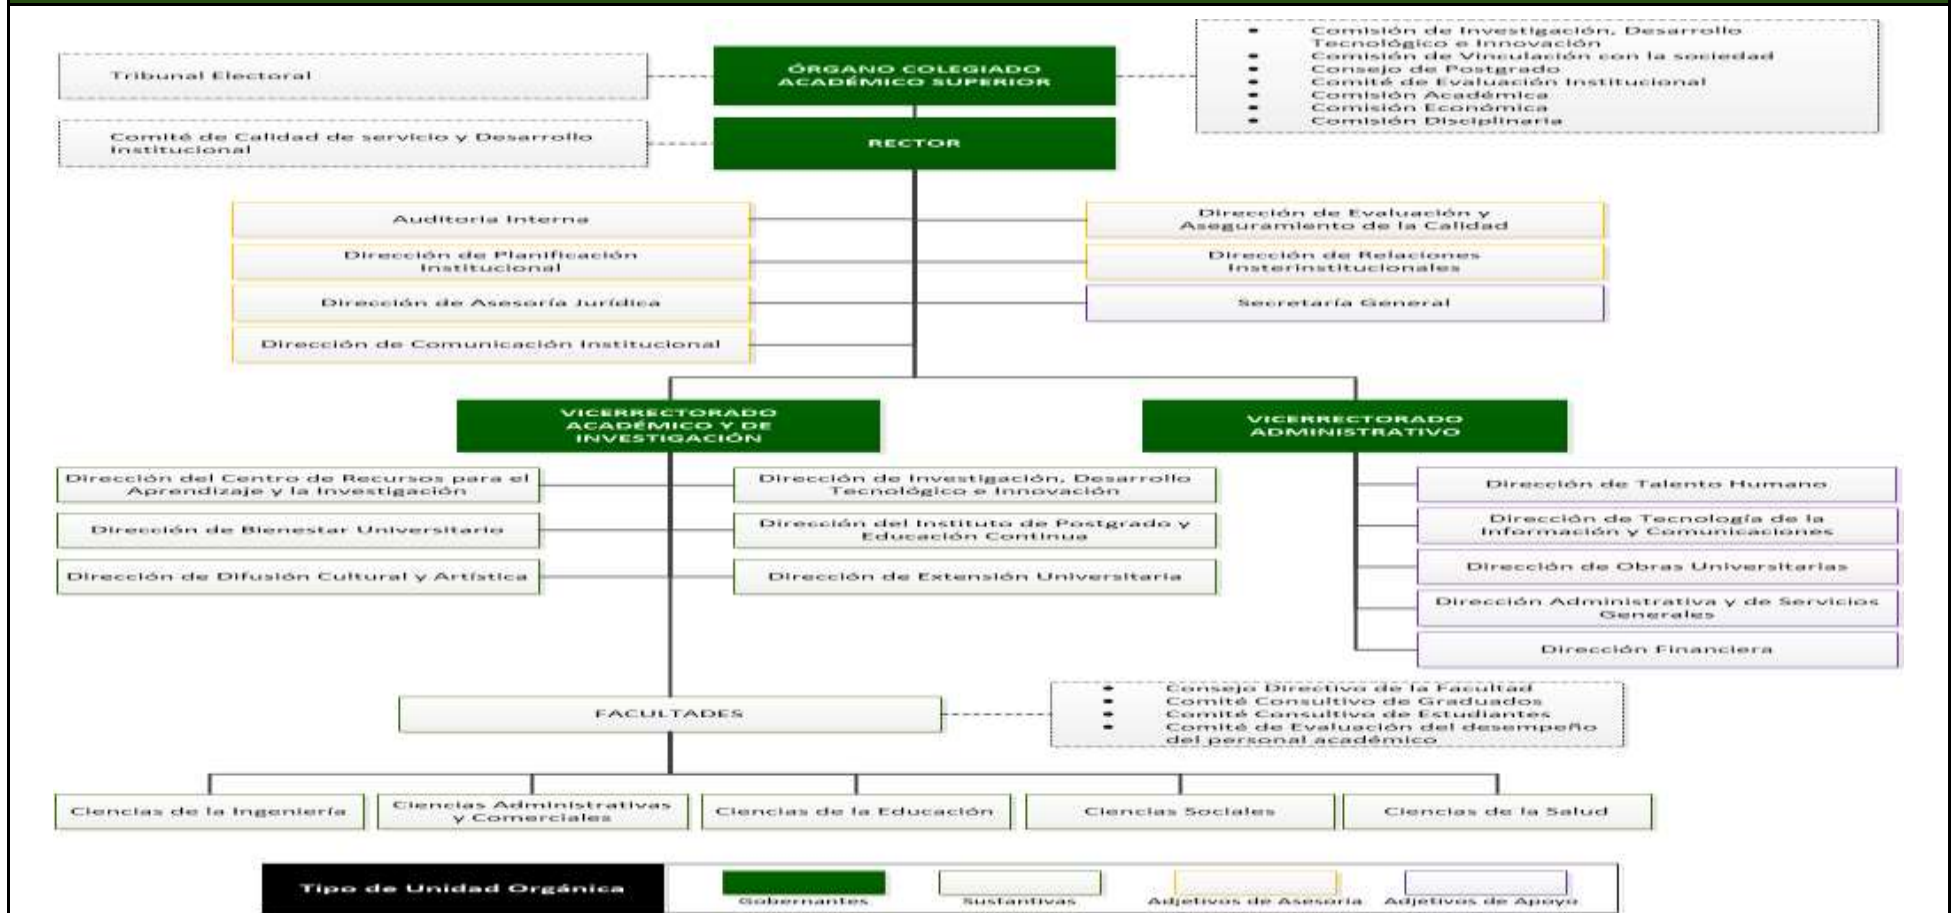 Tribunal Electoral
ÓRGANO COLEGIADO
ACADÉMICO SUPERIOR
• Comisión de Investigación, Desarrollo
Tecnológico e Innovación
• Comisión de Vinculación con la sociedad
• Consejo de Postgrado
• Comité de Evaluación Institucional
• Comisión Académica
• Comisión Económica
• Comisión Disciplinaria
Comité de Calidad de servicio y Desarrollo
Institucional
RECTOR
Auditoria Interna
Dirección de Evaluación y
Aseguramiento de la Calidad
Dirección de Planificación
Institucional
Dirección de Relaciones
Insterinstitucionales
Dirección de Asesoría Jurídica
Secretaría General
Dirección de Comunicación Institucional
VICERRECTORADO
ACADÉMICO Y DE
INVESTIGACIÓN
VICERRECTORADO
ADMINISTRATIVO
Dirección del Centro de Recursos para el
Aprendizaje y la Investigación
Dirección de Investigación, Desarrollo
Tecnológico e Innovación
Dirección de Talento Humano
Dirección de Bienestar Universitario
Dirección del Instituto de Postgrado y
Educación Continua
Dirección de Tecnología de la
Información y Comunicaciones
Dirección de Difusión Cultural y Artística
Dirección de Extensión Universitaria
Dirección de Obras Universitarias
Dirección Administrativa y de Servicios
Generales
Dirección Financiera
FACULTADES
• Consejo Directivo de la Facultad
• Comité Consultivo de Graduados
• Comité Consultivo de Estudiantes
• Comité de Evaluación del desempeño
del personal académico
Ciencias de la Ingeniería
Ciencias Administrativas
y Comerciales
Ciencias de la Educación
Ciencias Sociales
Ciencias de la Salud
Tipo de Unidad Orgánica
Gobernantes
Sustantivas
Adjetivos de Asesoría
Adjetivos de Apoyo